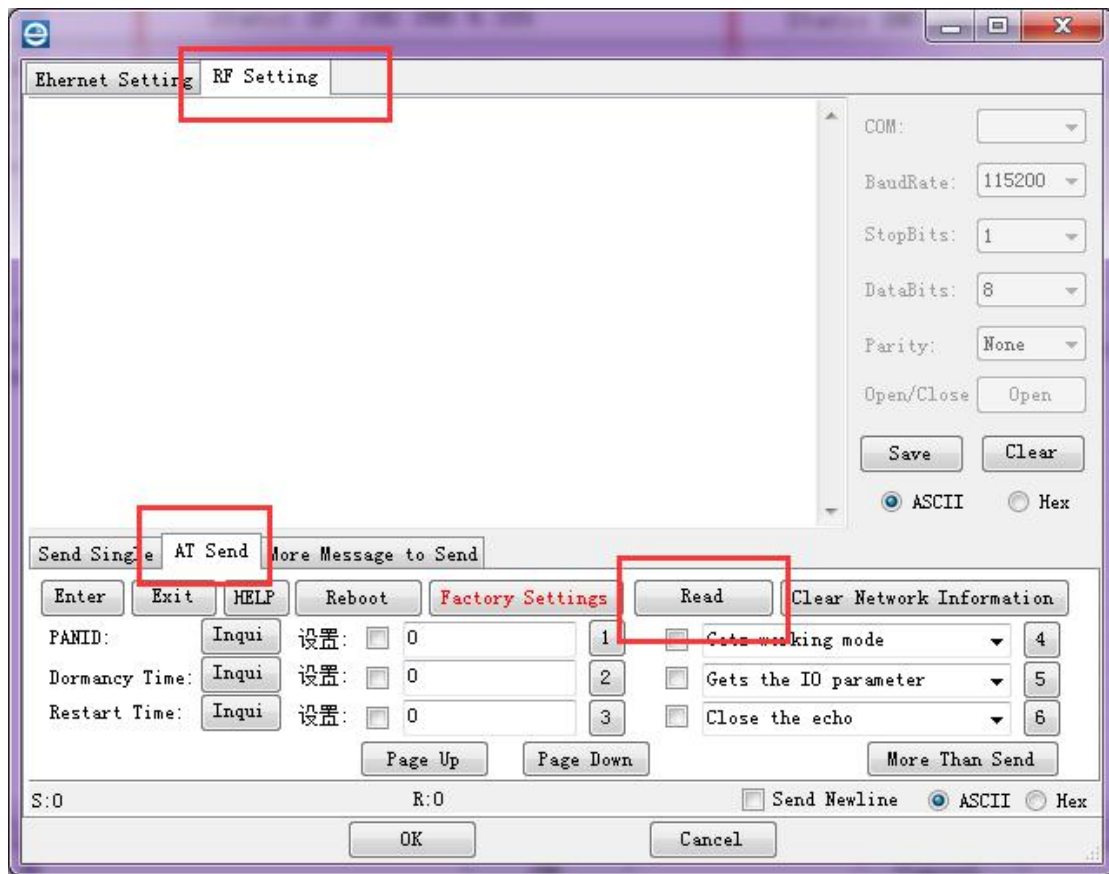 Ehernet Setting RF Setting
COM:
BaudRate: 115200
StopBits: 1
DataBits: 8
Parity: None
Open/Close Open
Save Clear
ASCII Hex
Send Single AT Send More Message to Send
Enter Exit HELP Reboot Factory Settings Read Clear Network Information
PANID: Inqui 设置: 0 1 Gets working mode 4
Dormancy Time: Inqui 设置: 0 2 Gets the IO parameter 5
Restart Time: Inqui 设置: 0 3 Close the echo 6
Page Up Page Down More Than Send
S:0 R:0 Send Newline ASCII Hex
OK Cancel